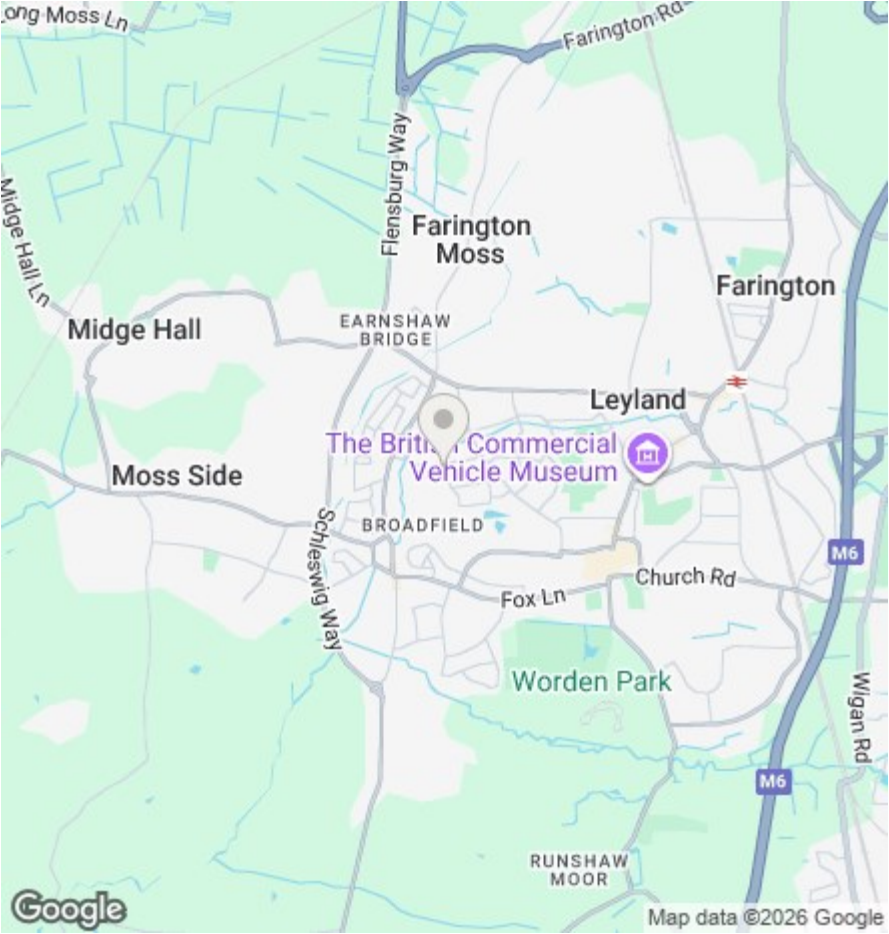 Long Moss Ln
Farington Rd
Flensburg Way
Midge Hall Ln
Farington
Moss
Farington
EARNSHAW
BRIDGE
Midge Hall
Leyland
The British Commercial
Vehicle Museum
Moss Side
Schleswig Way
BROADFIELD
M6
Church Rd
Fox Ln
Worden Park
Wigan Rd
M6
RUNSHAW
MOOR
Google
Map data ©2026 Google